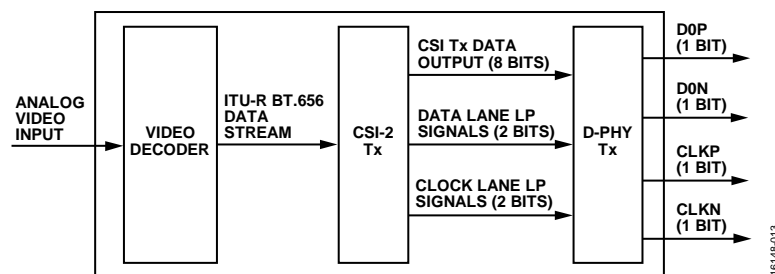 ANALOG
VIDEO
INPUT
VIDEO
DECODER
ITU-R BT.656
DATA
STREAM
CSI-2
Tx
CSI Tx DATA
OUTPUT (8 BITS)
DATA LANE LP
SIGNALS (2 BITS)
CLOCK LANE LP
SIGNALS (2 BITS)
D-PHY
Tx
D0P
(1 BIT)
D0N
(1 BIT)
CLKP
(1 BIT)
CLKN
(1 BIT)
16148-013